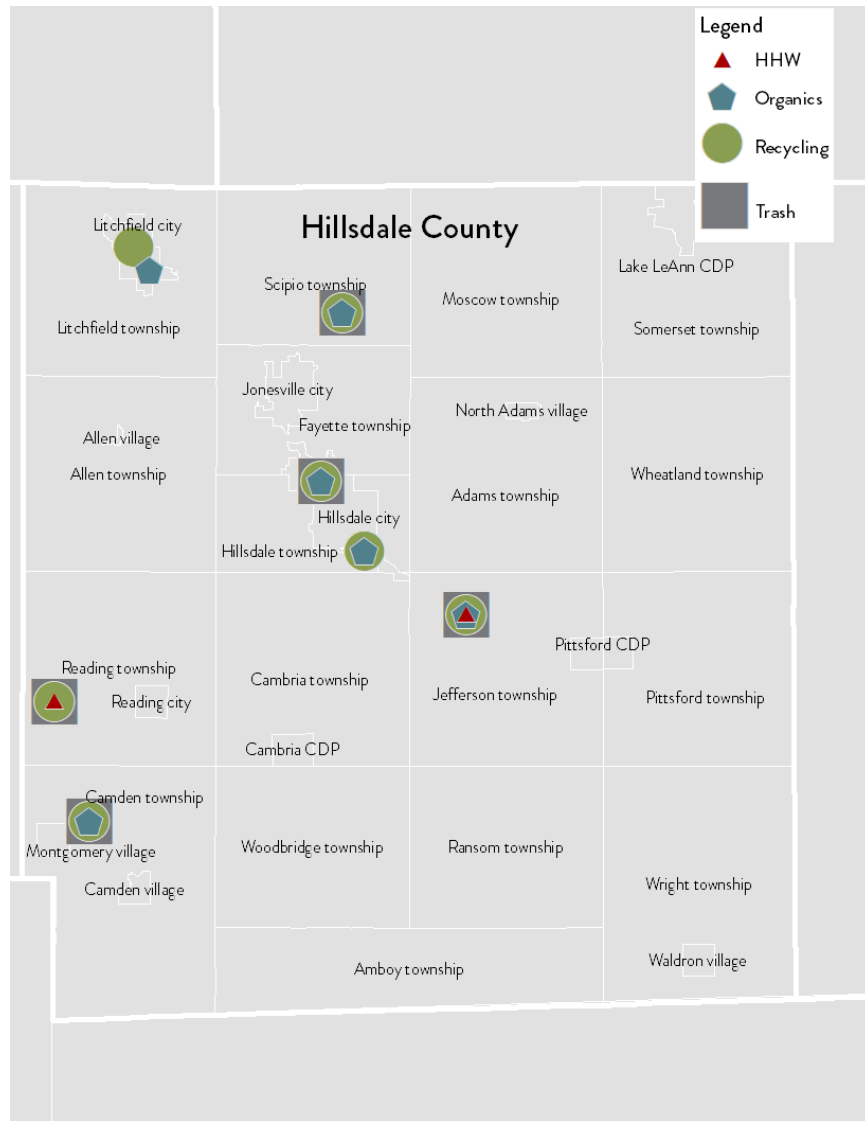 Legend
HHW
Organics
Recycling
Trash
Hillsdale County
Litchfield city
Lake LeAnn CDP
Scipio township
Moscow township
Litchfield township
Somerset township
Jonesville city
North Adams village
Fayette township
Allen village
Allen township
Wheatland township
Adams township
Hillsdale city
Hillsdale township
Pittsford CDP
Reading township
Cambria township
Jefferson township
Pittsford township
Reading city
Cambria CDP
Camden township
Montgomery village
Woodbridge township
Ransom township
Camden village
Wright township
Waldron village
Amboy township